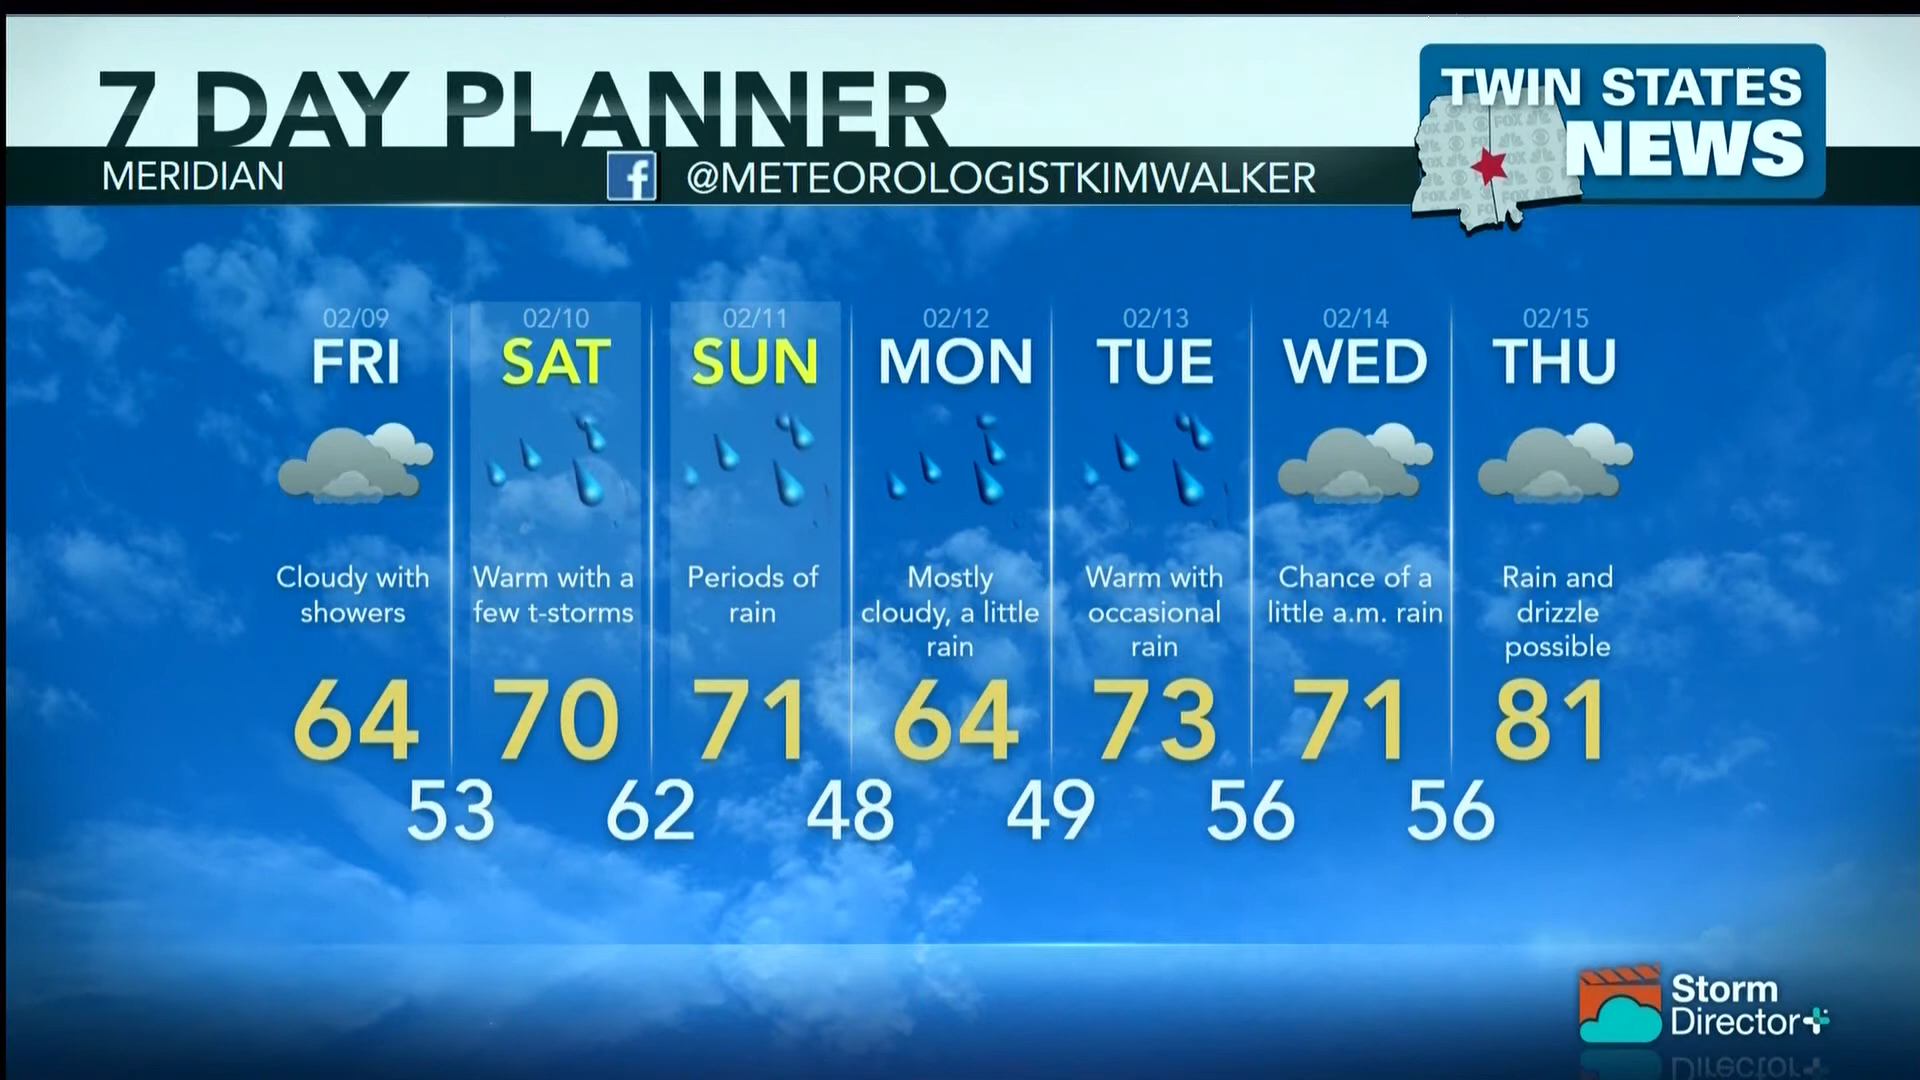 7 DAY PLANNER
TWIN STATES
NEWS
MERIDIAN
@METEOROLOGISTKIMWALKER
02/09
FRI
Cloudy with
showers
64
53
02/10
SAT
Warm with a
few t-storms
70
62
02/11
SUN
Periods of
rain
71
48
02/12
MON
Mostly
cloudy, a little
rain
64
49
02/13
TUE
Warm with
occasional
rain
73
56
02/14
WED
Chance of a
little a.m. rain
71
56
02/15
THU
Rain and
drizzle
possible
81
Storm
Director+